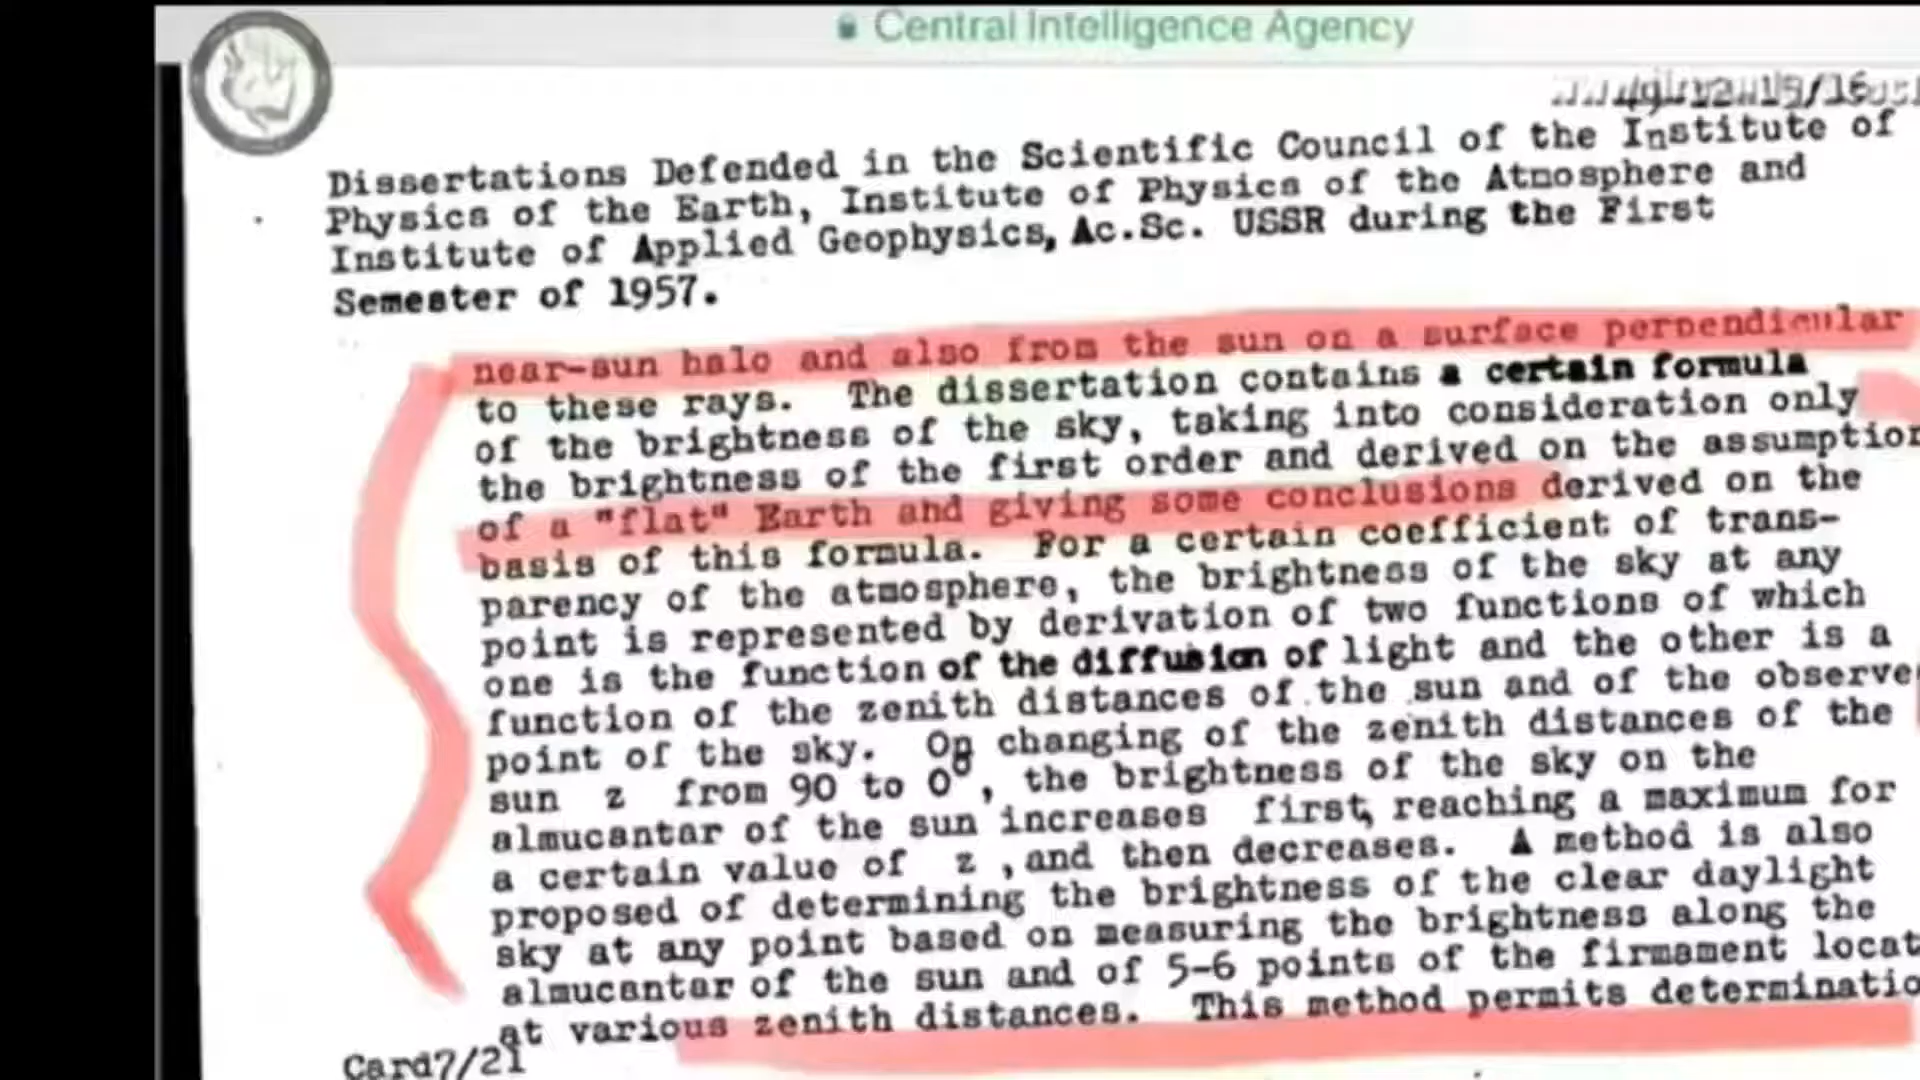 Central Intelligence Agency
Dissertations Defended in the Scientific Council of the Institute of
Physics of the Earth, Institute of Physics of the Atmosphere and
Institute of Applied Geophysics, Ac.Sc. USSR during the First
Semester of 1957.
near-sun halo and also from the sun on a surface perpendicular
to these rays. The dissertation contains a certain formula
of the brightness of the sky, taking into consideration only
the brightness of the first order and derived on the assumption
of a "flat" Earth and giving some conclusions derived on the
basis of this formula. For a certain coefficient of trans-
parency of the atmosphere, the brightness of the sky at any
point is represented by derivation of two functions of which
one is the function of the diffusion of light and the other is a
function of the zenith distances of the sun and of the observe
point of the sky. On changing of the zenith distances of the
sun z from 90 to 0°, the brightness of the sky on the
almucantar of the sun increases first, reaching a maximum for
a certain value of z , and then decreases. A method is also
proposed of determining the brightness of the clear daylight
sky at any point based on measuring the brightness along the
almucantar of the sun and of 5-6 points of the firmament locat
at various zenith distances. This method permits determinatio
Card7/21